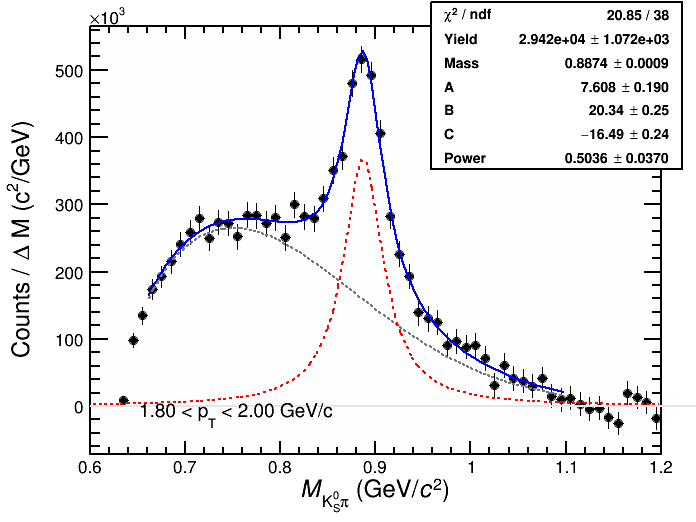 ×10³
χ² / ndf 20.85 / 38
Yield 2.942e+04 ± 1.072e+03
Mass 0.8874 ± 0.0009
A 7.608 ± 0.190
B 20.34 ± 0.25
C −16.49 ± 0.24
Power 0.5036 ± 0.0370
Counts / Δ M (c²/GeV)
500
400
300
200
100
0
1.80 < p_T < 2.00 GeV/c
0.6 0.7 0.8 0.9 1 1.1 1.2
M_{K⁰_Sπ} (GeV/c²)